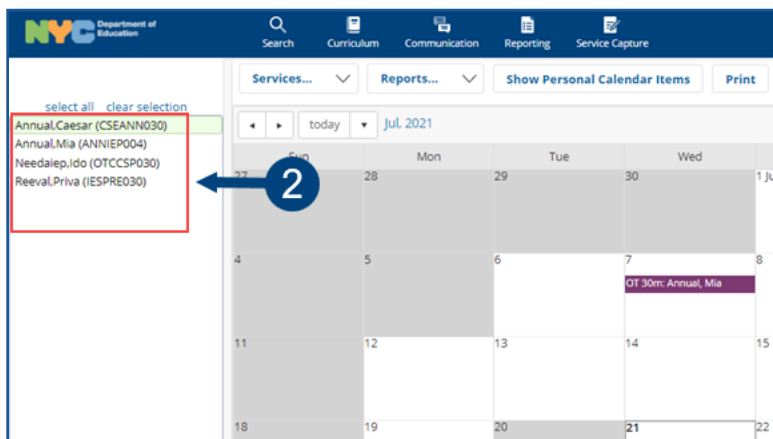 NYC Department of Education
Search Curriculum Communication Reporting Service Capture
Services... Reports... Show Personal Calendar Items Print
select all clear selection
Annual,Caesar (CSEANN030)
Annual,Mia (ANNIEP004)
Needaiep,Ido (OTCCSP030)
Reeval,Priva (IESPRE030)
2
today Jul, 2021
Sun Mon Tue Wed
27 28 29 30 1 Ju
4 5 6 7 8
OT 30m: Annual, Mia
11 12 13 14 15
18 19 20 21 22